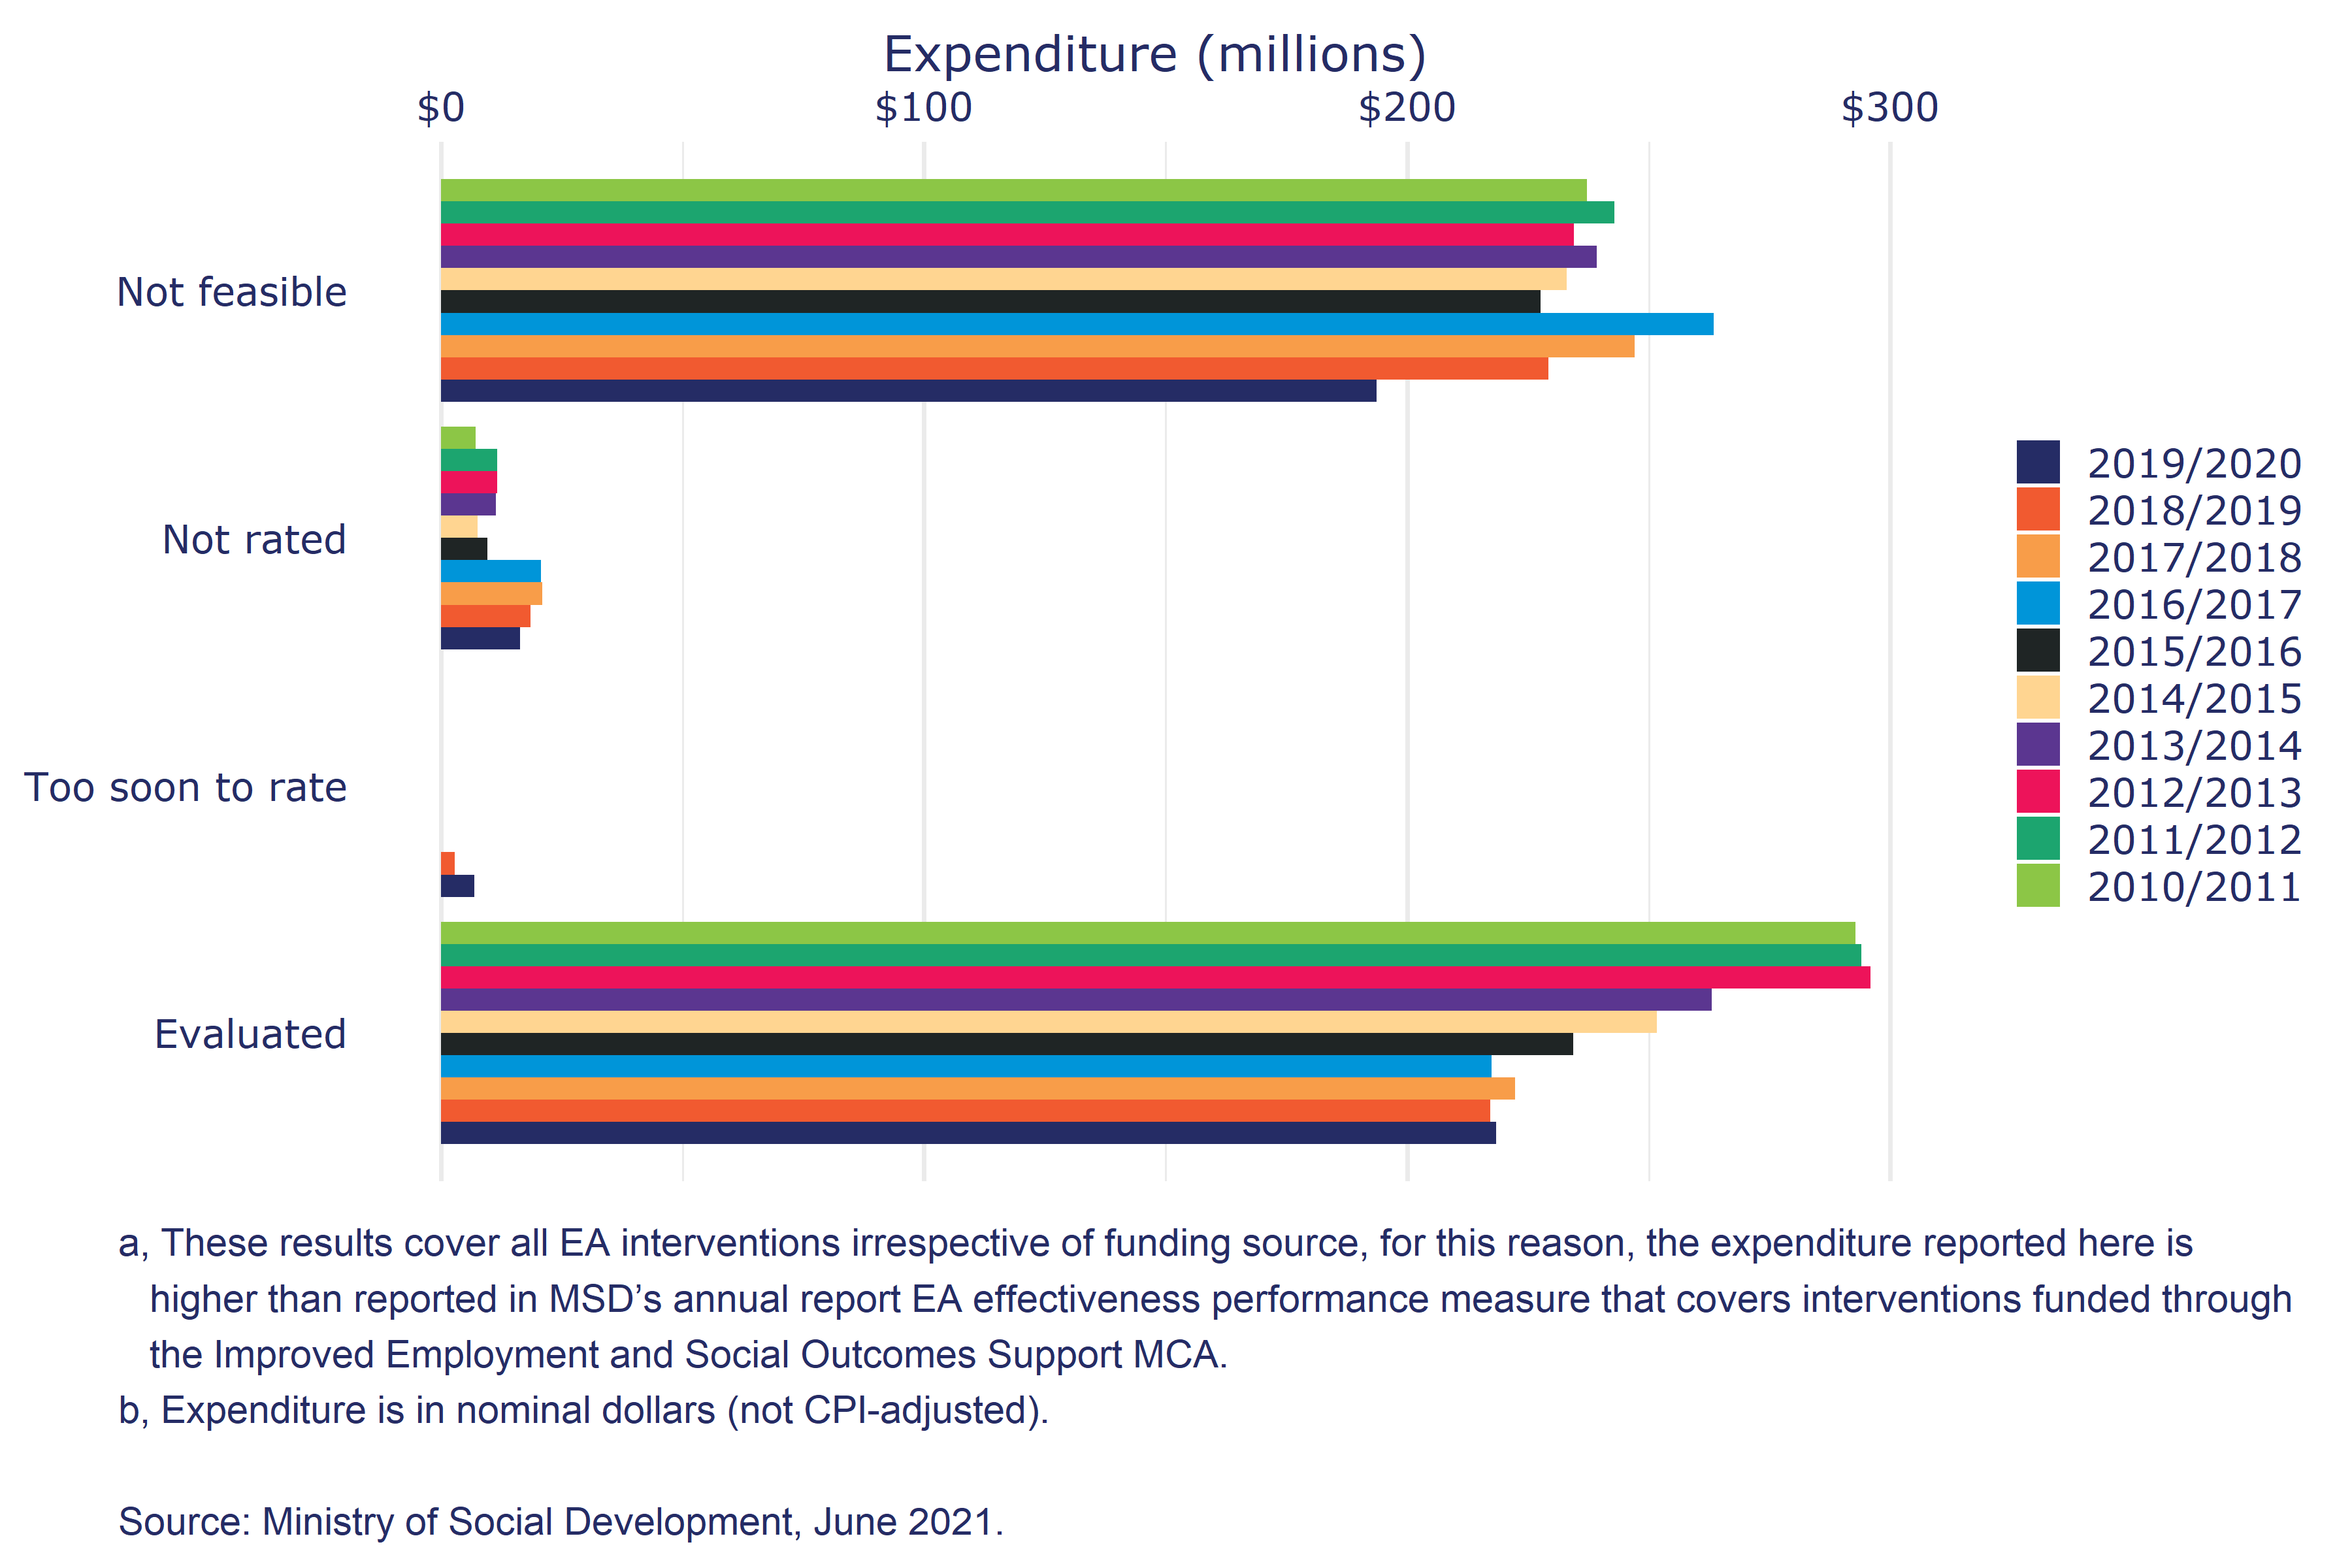 Expenditure (millions)
$0 $100 $200 $300
Not feasible
Not rated
Too soon to rate
Evaluated
2019/2020
2018/2019
2017/2018
2016/2017
2015/2016
2014/2015
2013/2014
2012/2013
2011/2012
2010/2011
a, These results cover all EA interventions irrespective of funding source, for this reason, the expenditure reported here is
higher than reported in MSD’s annual report EA effectiveness performance measure that covers interventions funded through
the Improved Employment and Social Outcomes Support MCA.
b, Expenditure is in nominal dollars (not CPI-adjusted).
Source: Ministry of Social Development, June 2021.